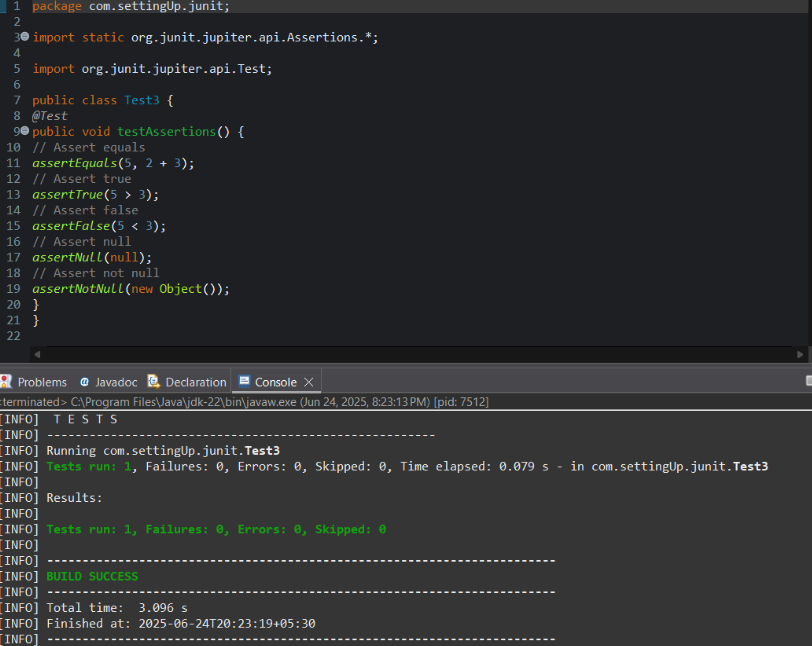 1 package com.settingUp.junit;
2
3 import static org.junit.jupiter.api.Assertions.*;
4
5 import org.junit.jupiter.api.Test;
6
7 public class Test3 {
8 @Test
9 public void testAssertions() {
10 // Assert equals
11 assertEquals(5, 2 + 3);
12 // Assert true
13 assertTrue(5 > 3);
14 // Assert false
15 assertFalse(5 < 3);
16 // Assert null
17 assertNull(null);
18 // Assert not null
19 assertNotNull(new Object());
20 }
21 }
22
Problems @ Javadoc Declaration Console
<terminated> C:\Program Files\Java\jdk-22\bin\javaw.exe (Jun 24, 2025, 8:23:13 PM) [pid: 7512]
[INFO]  T E S T S
[INFO] -------------------------------------------------------
[INFO] Running com.settingUp.junit.Test3
[INFO] Tests run: 1, Failures: 0, Errors: 0, Skipped: 0, Time elapsed: 0.079 s - in com.settingUp.junit.Test3
[INFO]
[INFO] Results:
[INFO]
[INFO] Tests run: 1, Failures: 0, Errors: 0, Skipped: 0
[INFO]
[INFO] ------------------------------------------------------------------------
[INFO] BUILD SUCCESS
[INFO] ------------------------------------------------------------------------
[INFO] Total time:  3.096 s
[INFO] Finished at: 2025-06-24T20:23:19+05:30
[INFO] ------------------------------------------------------------------------